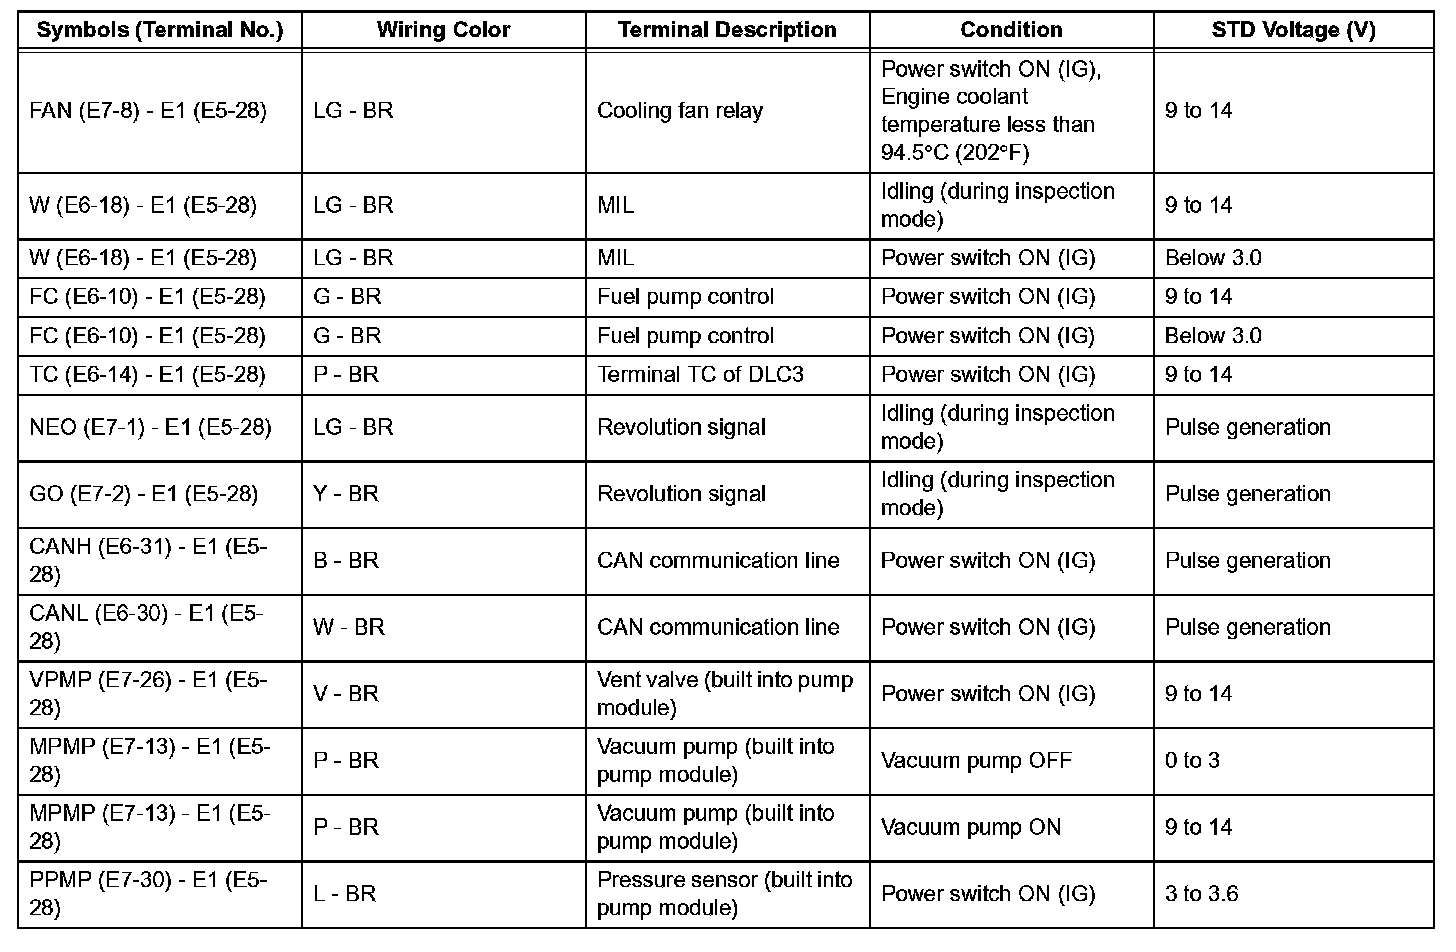 Symbols (Terminal No.) Wiring Color Terminal Description Condition STD Voltage (V)
FAN (E7-8) - E1 (E5-28) LG - BR Cooling fan relay Power switch ON (IG),
Engine coolant
temperature less than
94.5°C (202°F) 9 to 14
W (E6-18) - E1 (E5-28) LG - BR MIL Idling (during inspection
mode) 9 to 14
W (E6-18) - E1 (E5-28) LG - BR MIL Power switch ON (IG) Below 3.0
FC (E6-10) - E1 (E5-28) G - BR Fuel pump control Power switch ON (IG) 9 to 14
FC (E6-10) - E1 (E5-28) G - BR Fuel pump control Power switch ON (IG) Below 3.0
TC (E6-14) - E1 (E5-28) P - BR Terminal TC of DLC3 Power switch ON (IG) 9 to 14
NEO (E7-1) - E1 (E5-28) LG - BR Revolution signal Idling (during inspection
mode) Pulse generation
GO (E7-2) - E1 (E5-28) Y - BR Revolution signal Idling (during inspection
mode) Pulse generation
CANH (E6-31) - E1 (E5-
28) B - BR CAN communication line Power switch ON (IG) Pulse generation
CANL (E6-30) - E1 (E5-
28) W - BR CAN communication line Power switch ON (IG) Pulse generation
VPMP (E7-26) - E1 (E5-
28) V - BR Vent valve (built into pump
module) Power switch ON (IG) 9 to 14
MPMP (E7-13) - E1 (E5-
28) P - BR Vacuum pump (built into
pump module) Vacuum pump OFF 0 to 3
MPMP (E7-13) - E1 (E5-
28) P - BR Vacuum pump (built into
pump module) Vacuum pump ON 9 to 14
PPMP (E7-30) - E1 (E5-
28) L - BR Pressure sensor (built into
pump module) Power switch ON (IG) 3 to 3.6